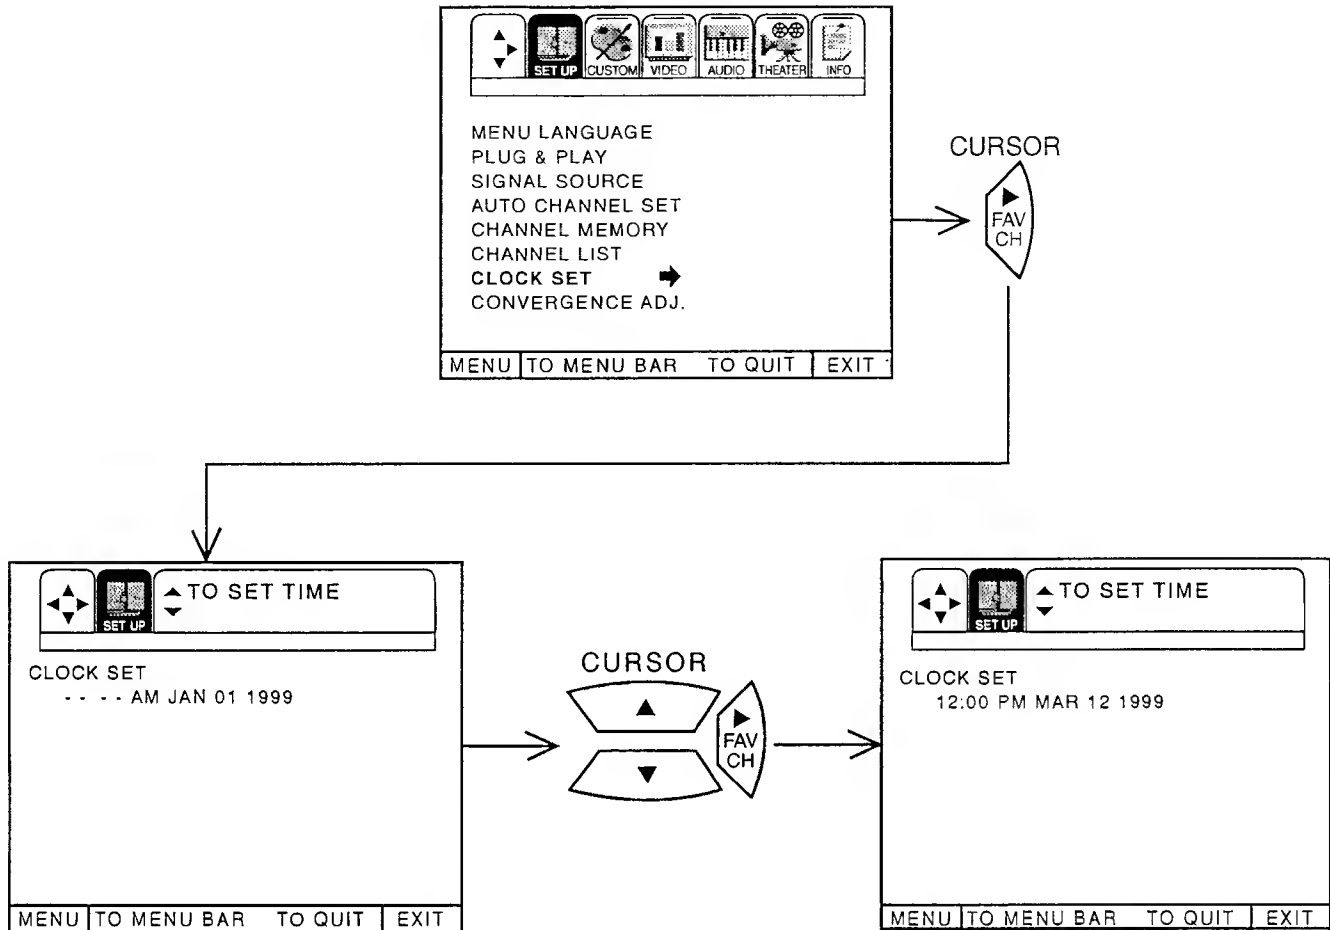 SET UP CUSTOM VIDEO AUDIO THEATER INFO
MENU LANGUAGE
PLUG & PLAY
SIGNAL SOURCE
AUTO CHANNEL SET
CHANNEL MEMORY
CHANNEL LIST
CLOCK SET
CONVERGENCE ADJ.
MENU TO MENU BAR TO QUIT EXIT
CURSOR
FAV
CH
SET UP
TO SET TIME
CLOCK SET
- - - - AM JAN 01 1999
MENU TO MENU BAR TO QUIT EXIT
CURSOR
FAV
CH
SET UP
TO SET TIME
CLOCK SET
12:00 PM MAR 12 1999
MENU TO MENU BAR TO QUIT EXIT